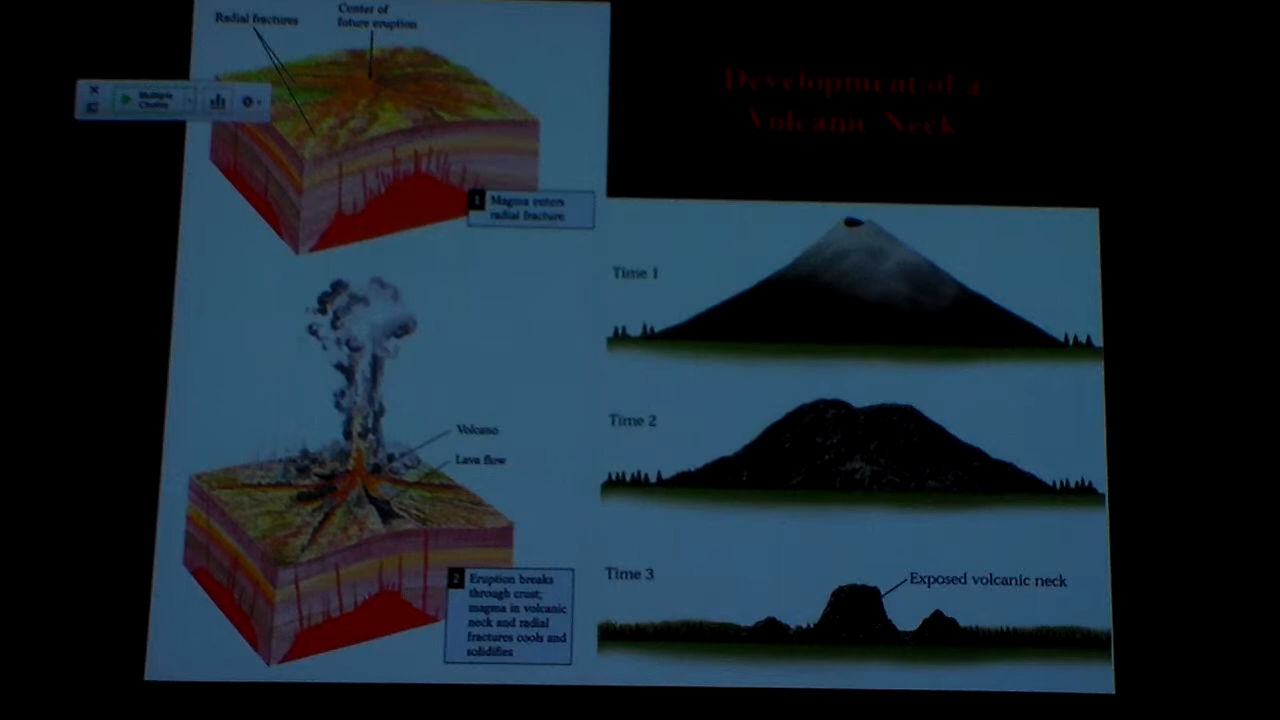 Radial fractures
Center of
future eruption
Multiple
Choice
1 Magma enters
radial fracture
Development of a
Volcanic Neck
Time 1
Time 2
Volcano
Lava flow
2 Eruption breaks
through crust;
magma in volcanic
neck and radial
fractures cools and
solidifies
Time 3
Exposed volcanic neck